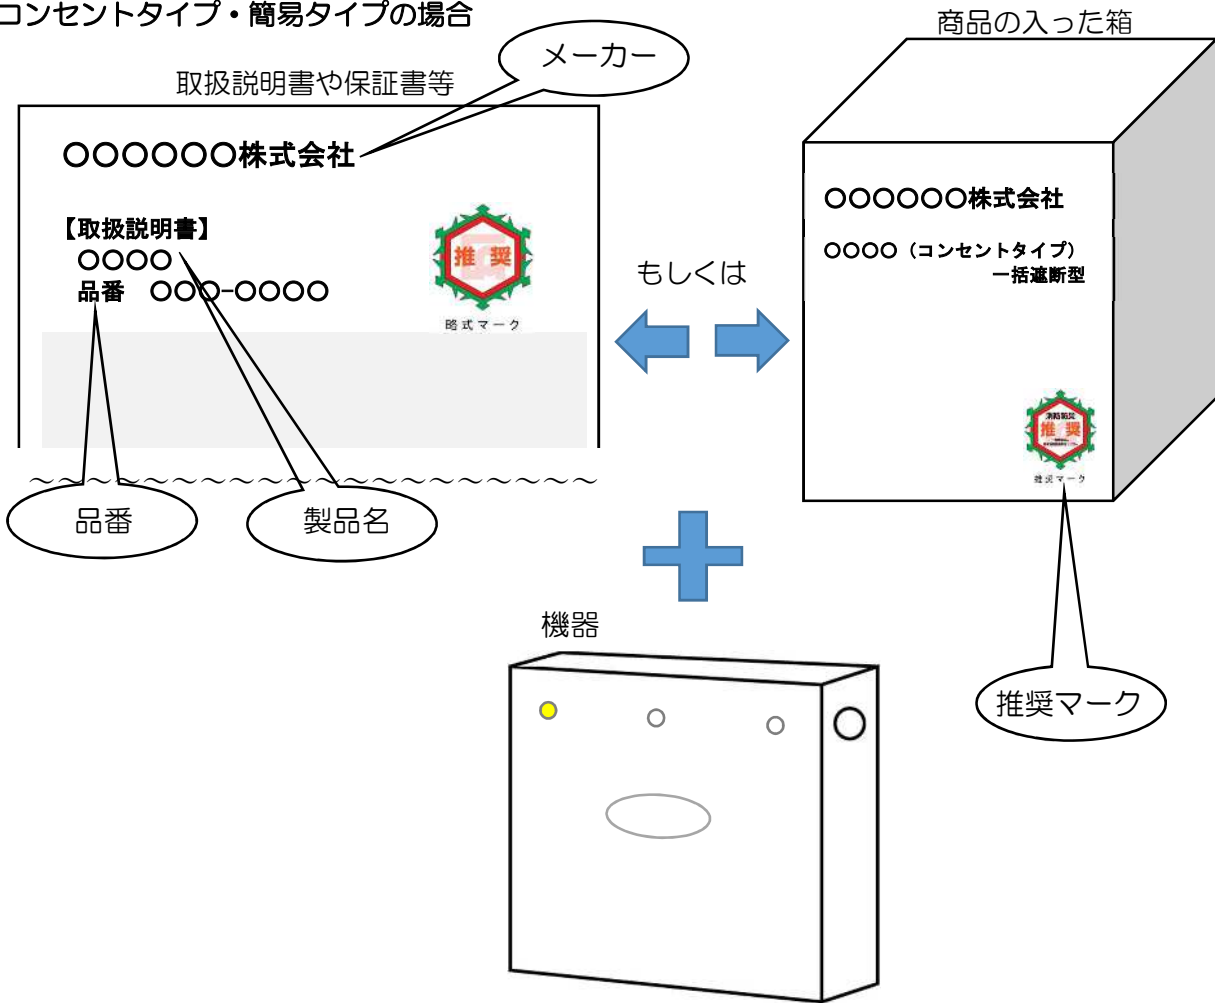 コンセントタイプ・簡易タイプの場合
取扱説明書や保証書等
メーカー
〇〇〇〇〇〇株式会社
【取扱説明書】
〇〇〇〇
品番 〇〇〇-〇〇〇〇
推奨
略式マーク
品番
製品名
もしくは
商品の入った箱
〇〇〇〇〇〇株式会社
〇〇〇〇（コンセントタイプ）
一括遮断型
消防防災
推奨
推奨マーク
推奨マーク
機器